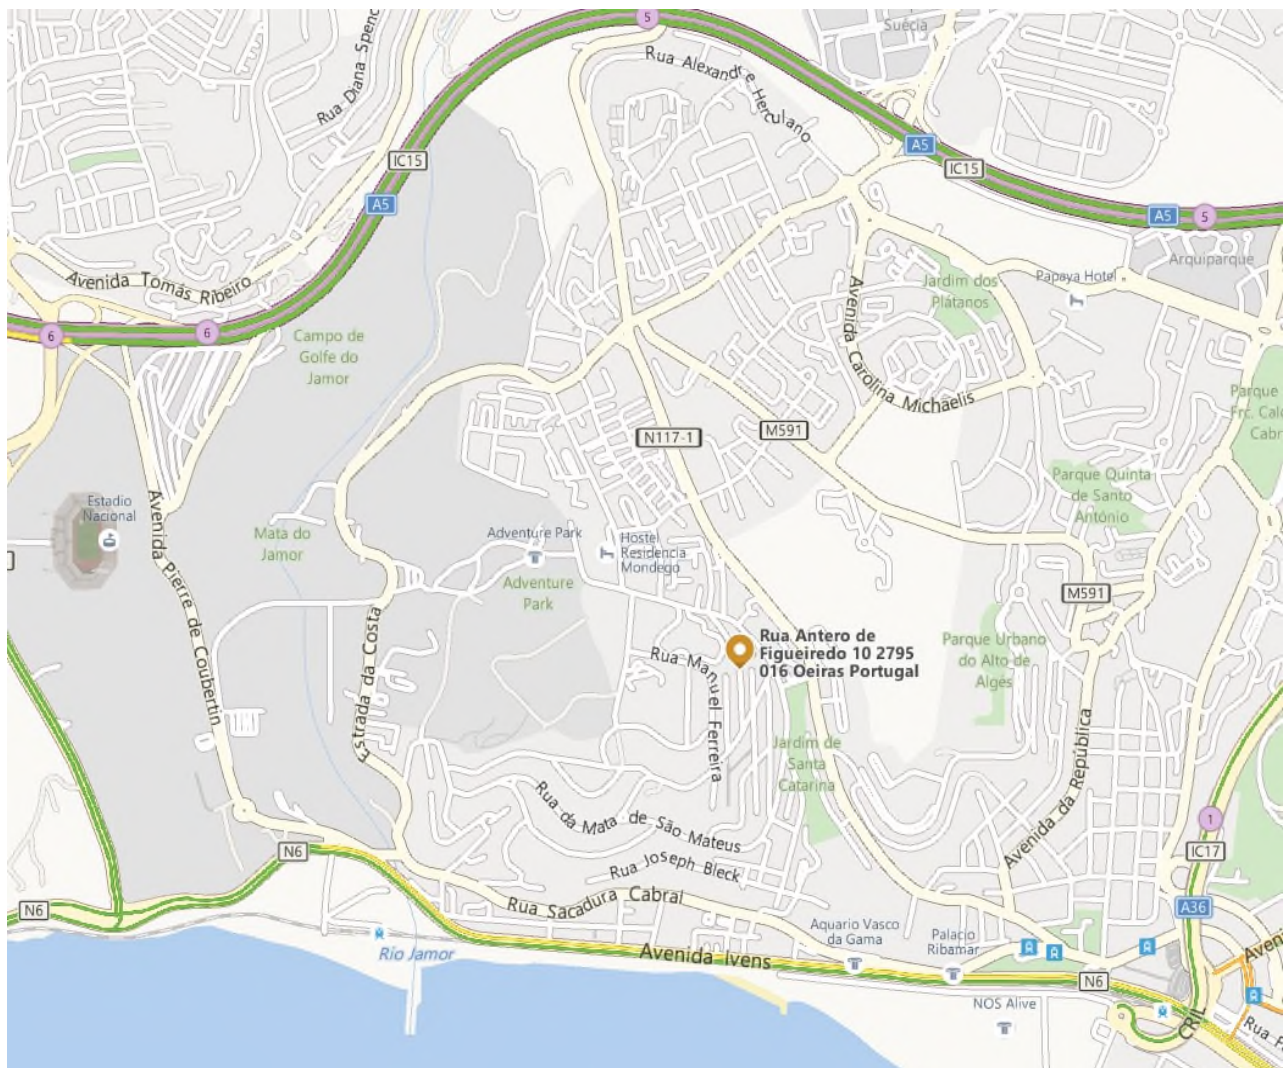 5
Suécia
Rua Diana Spenc
Rua Alexandre Herculano
A5
IC15
IC15
A5
A5
5
Arquiparque
Avenida Tomás Ribeiro
Papaya Hotel
Jardim dos
Plátanos
6
6
Campo de
Golfe do
Jamor
Avenida Carolina Michaelis
Parque
Frc. Cal
Cabr
N117-1
M591
Parque Quinta
de Santo
António
Estadio
Nacional
Avenida Pierre de Coubertin
Mata do
Jamor
Adventure Park
Hostel
Residencia
Mondego
Adventure
Park
M591
Estrada da Costa
Rua Manuel Ferreira
Rua Antero de
Figueiredo 10 2795
016 Oeiras Portugal
Parque Urbano
do Alto de
Algés
Jardim de
Santa
Catarina
Avenida da República
Rua da Mata de São Mateus
1
N6
IC17
Rua Joseph Bleck
N6
Rua Sacadura Cabral
A36
Aquario Vasco
da Gama
Palacio
Ribamar
Rio Jamor
Avenida Ivens
Aveni
N6
NOS Alive
CRIL
Rua F